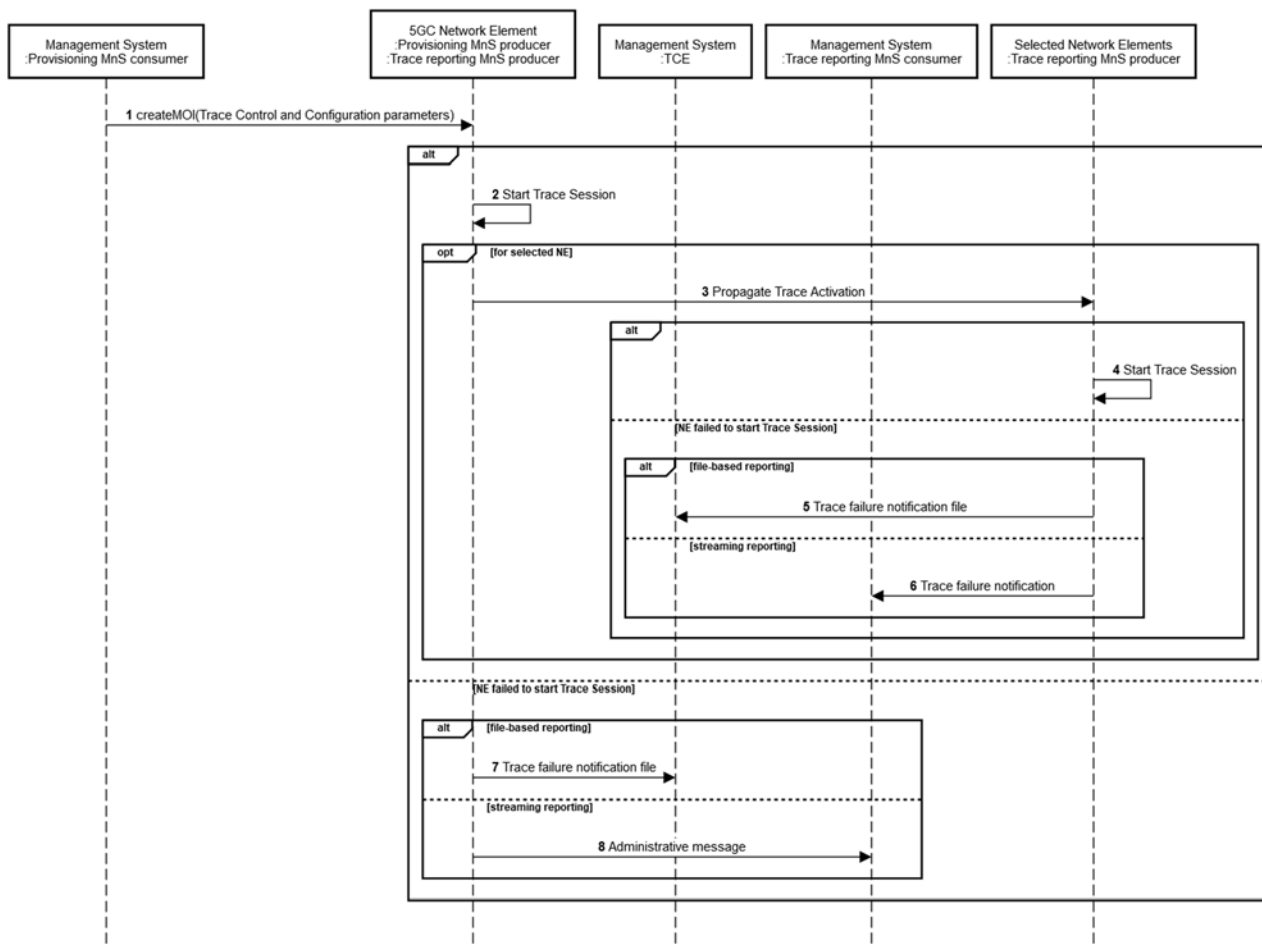 Management System
:Provisioning MnS consumer
5GC Network Element
:Provisioning MnS producer
:Trace reporting MnS producer
Management System
:TCE
Management System
:Trace reporting MnS consumer
Selected Network Elements
:Trace reporting MnS producer
1 createMOI(Trace Control and Configuration parameters)
alt
2 Start Trace Session
opt [for selected NE]
3 Propagate Trace Activation
alt
4 Start Trace Session
[NE failed to start Trace Session]
alt [file-based reporting]
5 Trace failure notification file
[streaming reporting]
6 Trace failure notification
[NE failed to start Trace Session]
alt [file-based reporting]
7 Trace failure notification file
[streaming reporting]
8 Administrative message